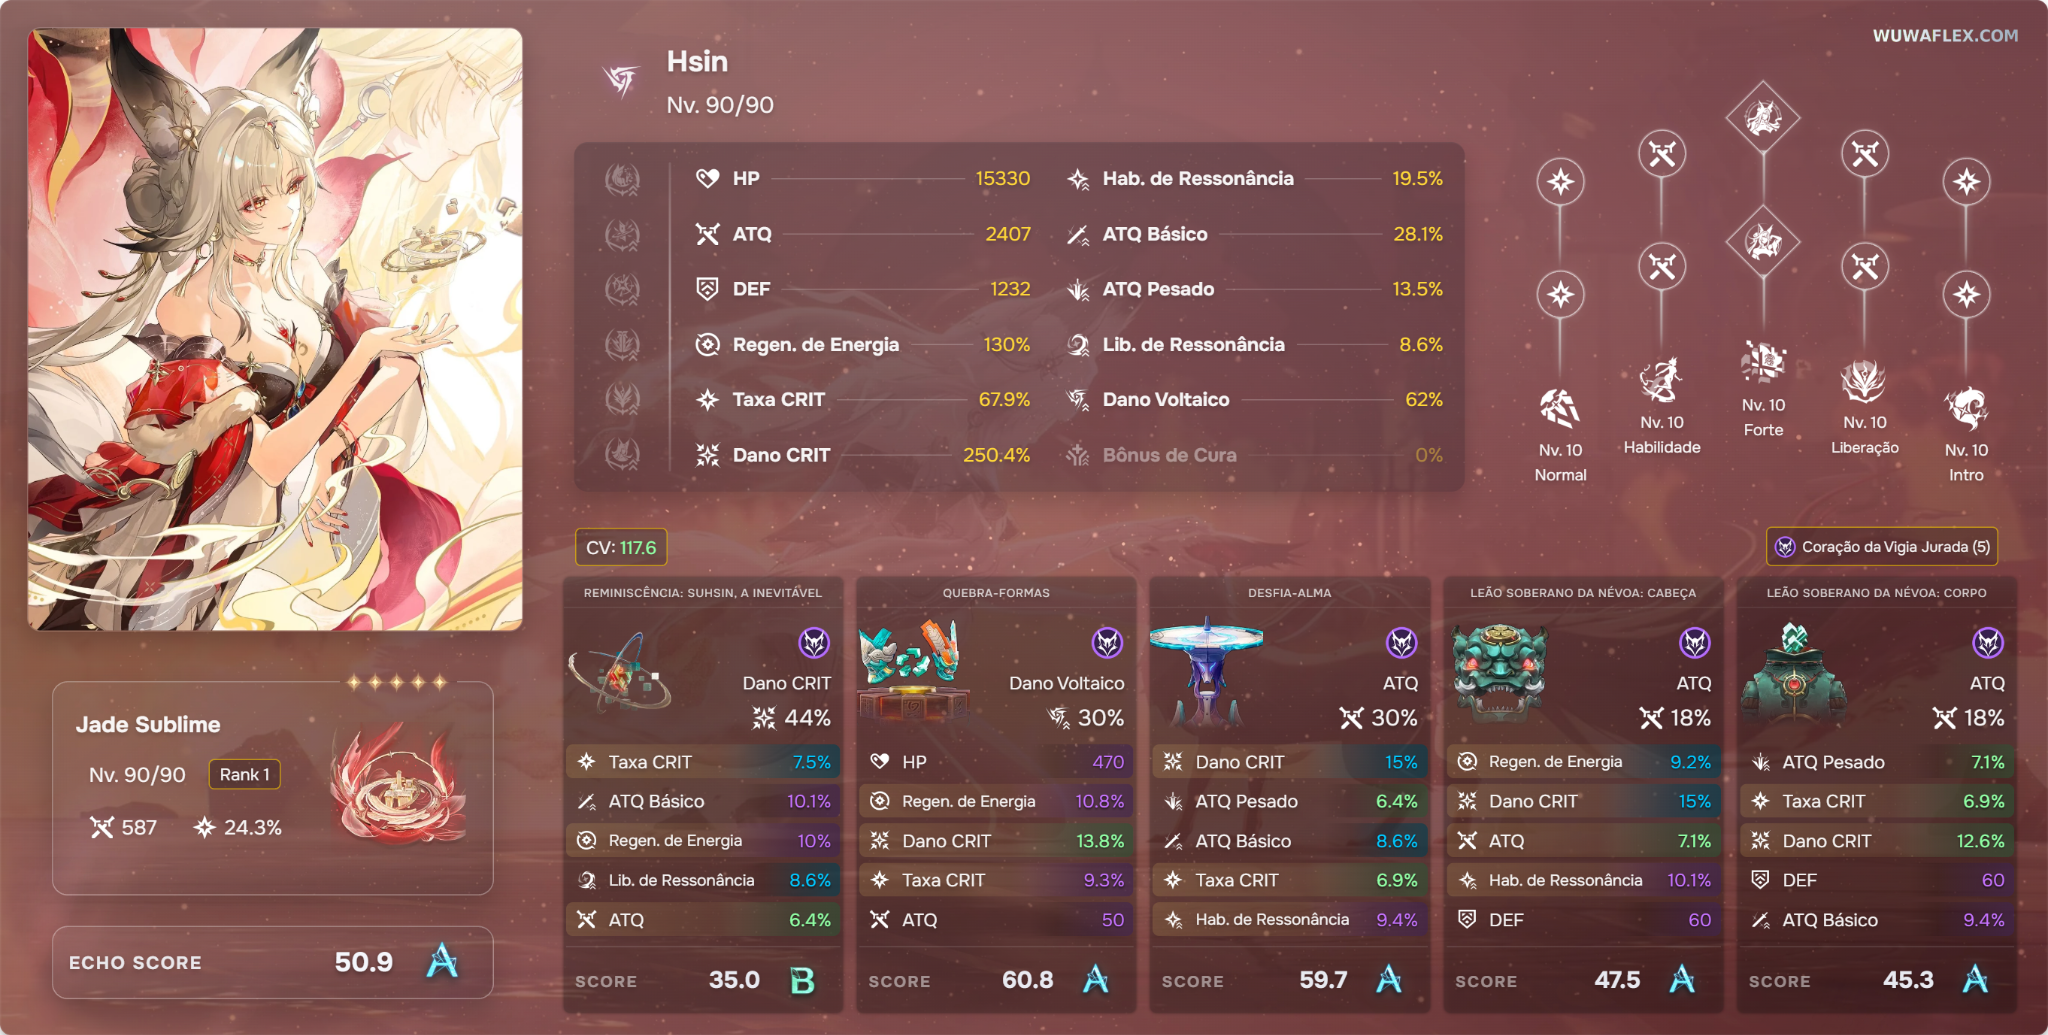 WUWAFLEX.COM
Hsin
Nv. 90/90
HP 15330
ATQ 2407
DEF 1232
Regen. de Energia 130%
Taxa CRIT 67.9%
Dano CRIT 250.4%
Hab. de Ressonância 19.5%
ATQ Básico 28.1%
ATQ Pesado 13.5%
Lib. de Ressonância 8.6%
Dano Voltaico 62%
Bônus de Cura 0%
Nv. 10
Normal
Nv. 10
Habilidade
Nv. 10
Forte
Nv. 10
Liberação
Nv. 10
Intro
Jade Sublime
Nv. 90/90 Rank 1
587 24.3%
ECHO SCORE 50.9 A
CV: 117.6
Coração da Vigia Jurada (5)
REMINISCÊNCIA: SUHSIN, A INEVITÁVEL
Dano CRIT
44%
Taxa CRIT 7.5%
ATQ Básico 10.1%
Regen. de Energia 10%
Lib. de Ressonância 8.6%
ATQ 6.4%
SCORE 35.0 B
QUEBRA-FORMAS
Dano Voltaico
30%
HP 470
Regen. de Energia 10.8%
Dano CRIT 13.8%
Taxa CRIT 9.3%
ATQ 50
SCORE 60.8 A
DESFIA-ALMA
ATQ
30%
Dano CRIT 15%
ATQ Pesado 6.4%
ATQ Básico 8.6%
Taxa CRIT 6.9%
Hab. de Ressonância 9.4%
SCORE 59.7 A
LEÃO SOBERANO DA NÉVOA: CABEÇA
ATQ
18%
Regen. de Energia 9.2%
Dano CRIT 15%
ATQ 7.1%
Hab. de Ressonância 10.1%
DEF 60
SCORE 47.5 A
LEÃO SOBERANO DA NÉVOA: CORPO
ATQ
18%
ATQ Pesado 7.1%
Taxa CRIT 6.9%
Dano CRIT 12.6%
DEF 60
ATQ Básico 9.4%
SCORE 45.3 A